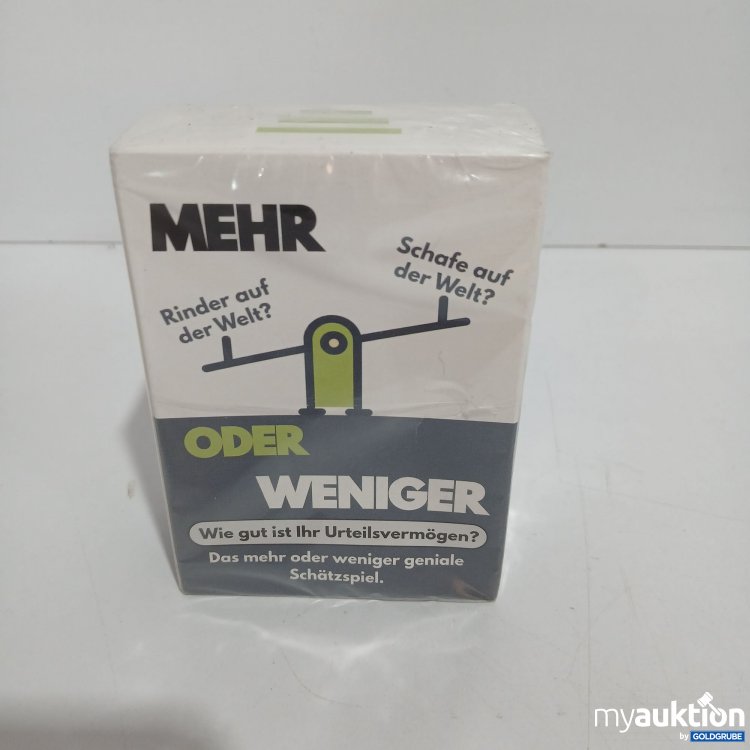 MEHR
Rinder auf
der Welt?
Schafe auf
der Welt?
ODER
WENIGER
Wie gut ist Ihr Urteilsvermögen?
Das mehr oder weniger geniale
Schätzspiel.
myauktion
by GOLDGRUBE